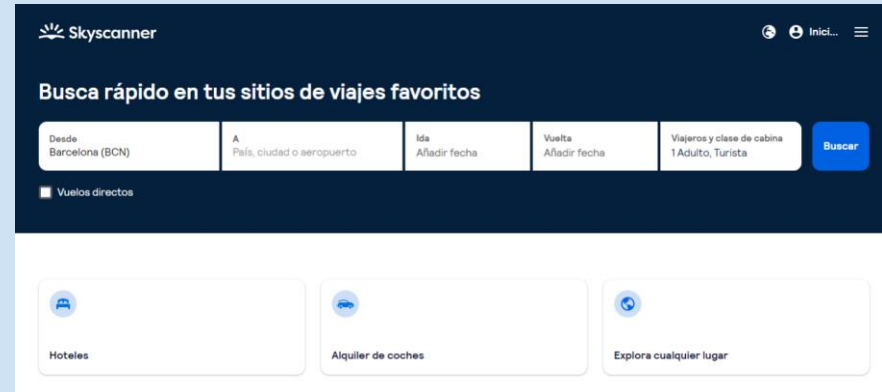 Skyscanner
Inici...
Busca rápido en tus sitios de viajes favoritos
Desde
Barcelona (BCN)
A
País, ciudad o aeropuerto
Ida
Añadir fecha
Vuelta
Añadir fecha
Viajeros y clase de cabina
1 Adulto, Turista
Buscar
Vuelos directos
Hoteles
Alquiler de coches
Explora cualquier lugar